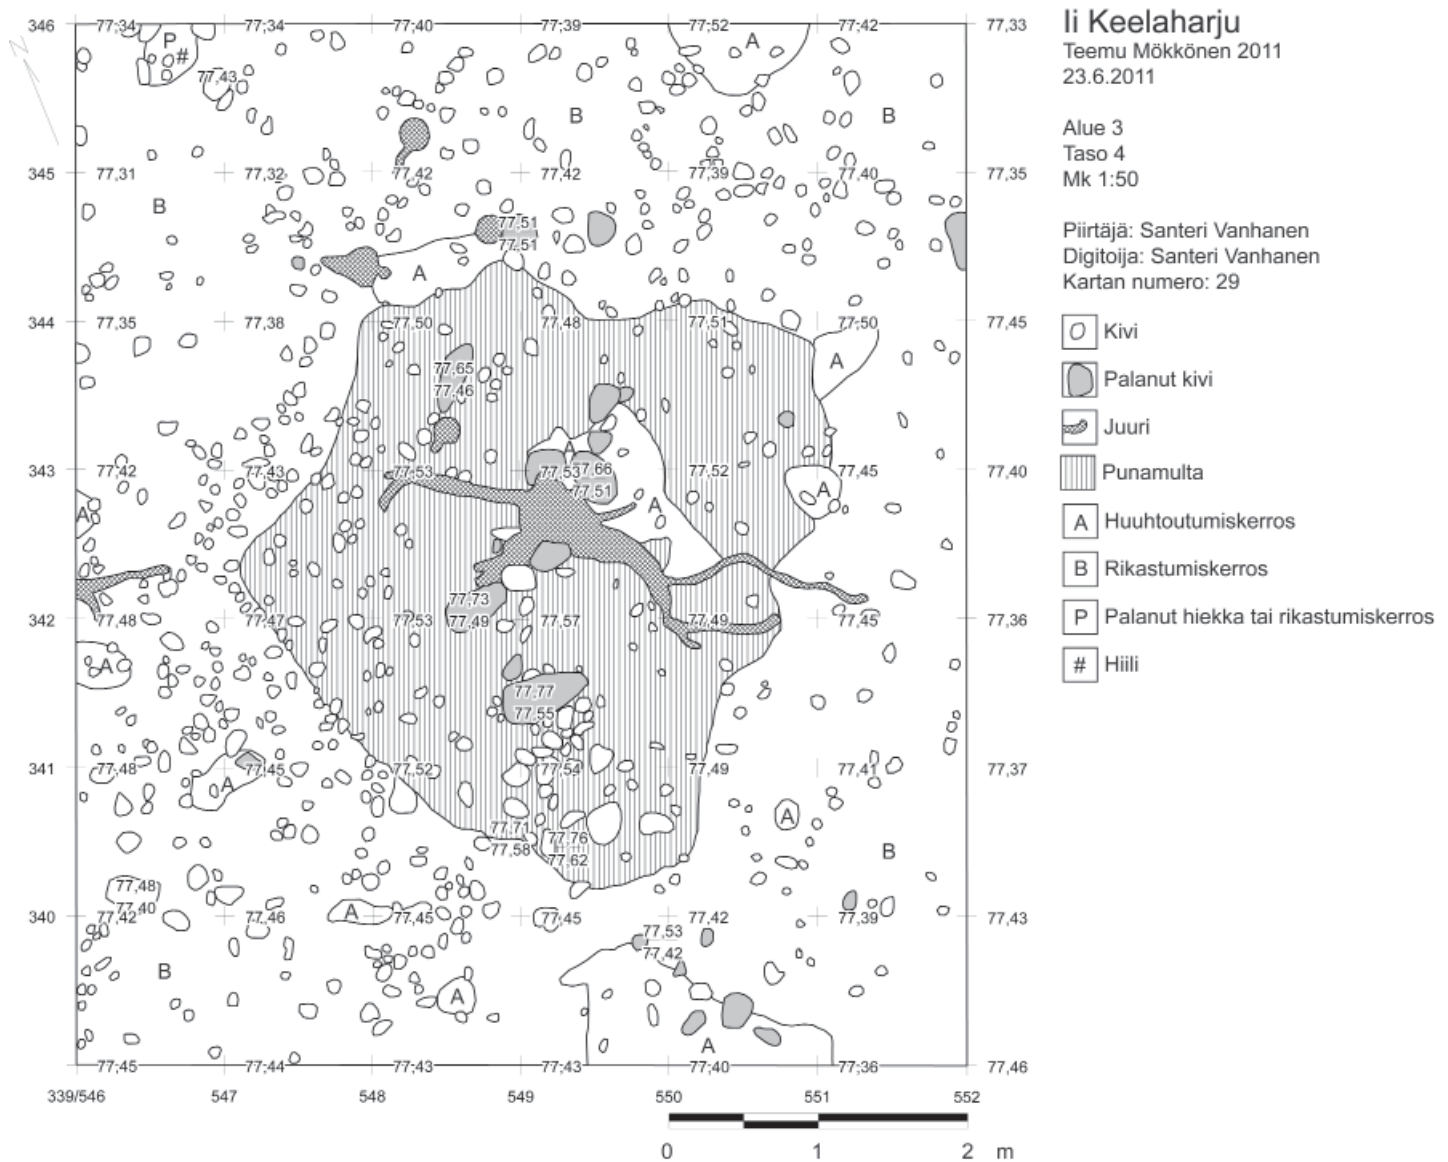 346 77,34 77,34 77,40 77,39 77,52 77,42 77,33
P A
#
77,43
B B
345 77,31 77,32 77,42 77,42 77,39 77,40 77,35
B
77,51
77,51
A
344 77,35 77,38 77,50 77,48 77,51 77,50 77,45
A
77,65
77,46
A
343 77,42 77,43 77,53 77,53 77,66 77,52 77,45 77,40
77,51
A
A
A
77,73
77,49
342 77,48 77,47 77,53 77,57 77,49 77,45 77,36
A
77,77
77,55
341 77,48 77,45 77,52 77,54 77,49 77,41 77,37
A
A
77,71
77,58
77,76
77,62
B
77,48
77,40
340 77,42 77,46 77,45 77,45 77,42 77,39 77,43
A
77,53
77,42
B
A
A
77,45 77,44 77,43 77,43 77,40 77,36 77,46
339/546 547 548 549 550 551 552
0 1 2 m
Ii Keelaharju
Teemu Mökkönen 2011
23.6.2011
Alue 3
Taso 4
Mk 1:50
Piirtäjä: Santeri Vanhanen
Digitoija: Santeri Vanhanen
Kartan numero: 29
Kivi
Palanut kivi
Juuri
Punamulta
A Huuhtoutumiskerros
B Rikastumiskerros
P Palanut hiekka tai rikastumiskerros
# Hiili